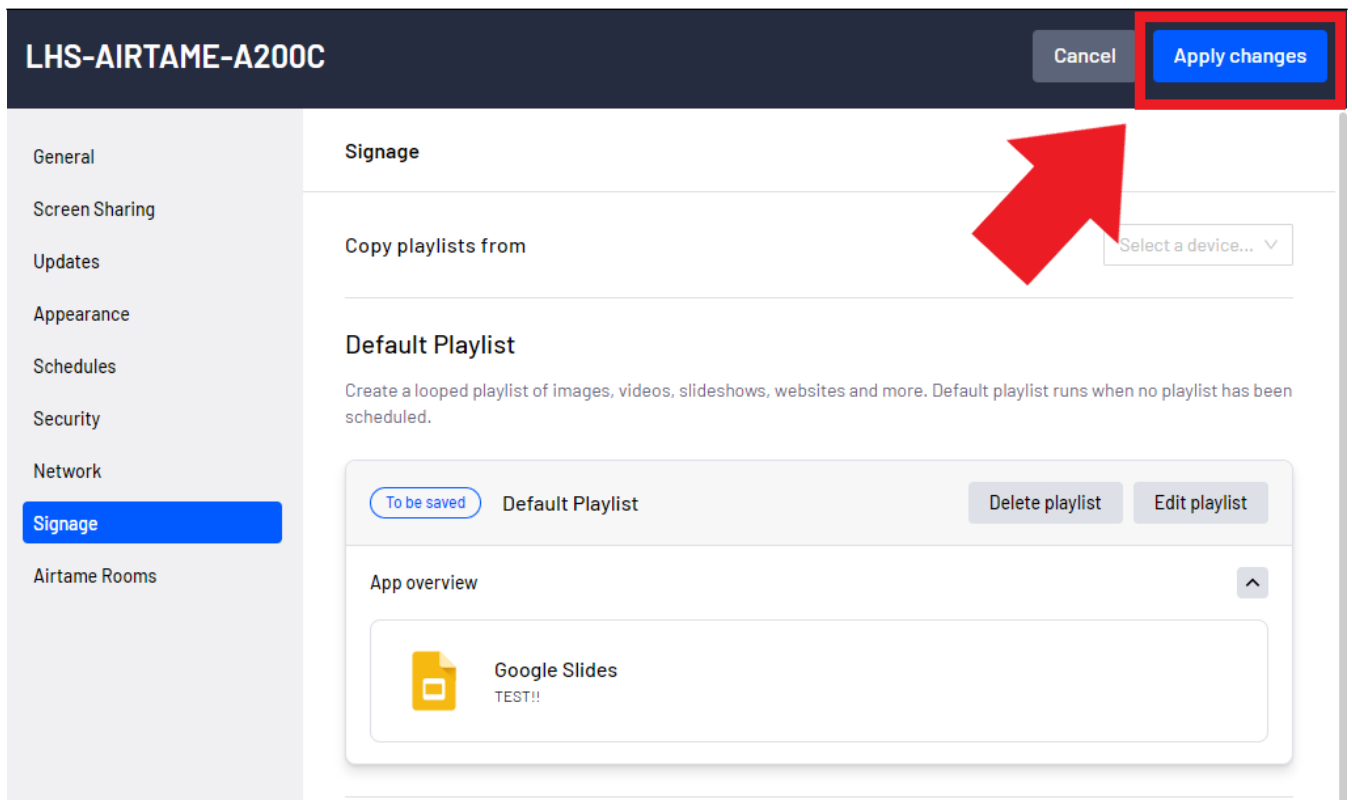 LHS-AIRTAME-A200C
Cancel
Apply changes
General
Screen Sharing
Updates
Appearance
Schedules
Security
Network
Signage
Airtame Rooms
Signage
Copy playlists from
Select a device...
Default Playlist
Create a looped playlist of images, videos, slideshows, websites and more. Default playlist runs when no playlist has been
scheduled.
To be saved
Default Playlist
Delete playlist
Edit playlist
App overview
Google Slides
TEST!!